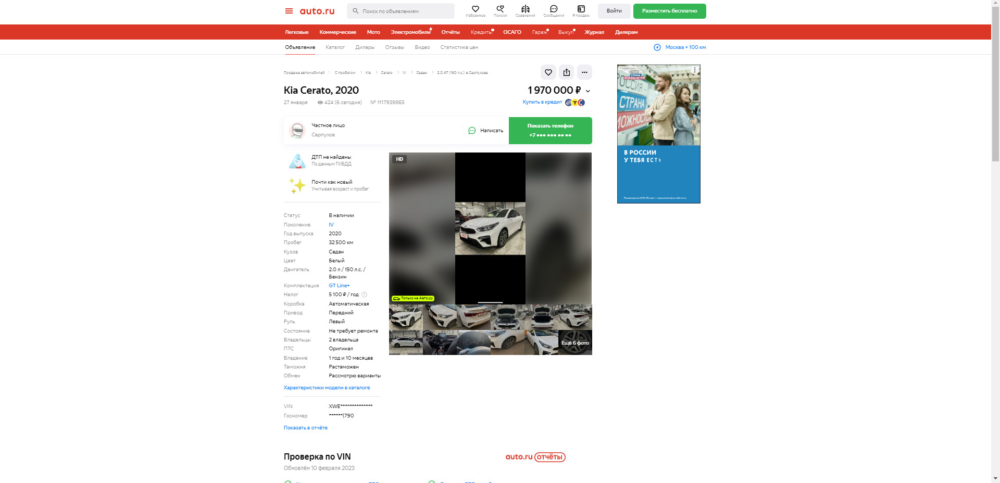 auto.ru
Поиск по объявлениям
Избранное
Поиски
Сравнения
Сообщения
Я продаю
Войти
Разместить бесплатно
Легковые
Коммерческие
Мото
Электромобили
Отчёты
Кредиты
ОСАГО
Гараж
Выкуп
Журнал
Дилерам
Объявление
Каталог
Дилеры
Отзывы
Видео
Статистика цен
Москва + 100 км
Продажа автомобилей
С пробегом
Kia
Cerato
IV
Седан
2.0 AT (150 л.с.) в Серпухове
Kia Cerato, 2020
1 970 000 ₽
27 января
424 (6 сегодня)
№ 1117939865
Купить в кредит
Частное лицо
Серпухов
Написать
Показать телефон
+7 ●●● ●●● ●● ●●
ДТП не найдены
По данным ГИБДД
Почти как новый
Учитывая возраст и пробег
Статус В наличии
Поколение IV
Год выпуска 2020
Пробег 32 500 км
Кузов Седан
Цвет Белый
Двигатель 2.0 л / 150 л.с. /
Бензин
Комплектация GT Line+
Налог 5 100 ₽ / год
Коробка Автоматическая
Привод Передний
Руль Левый
Состояние Не требует ремонта
Владельцы 2 владельца
ПТС Оригинал
Владение 1 год и 10 месяцев
Таможня Растаможен
Обмен Рассмотрю варианты
Характеристики модели в каталоге
VIN XWE**************
Госномер ******|790
Показать в отчёте
HD
Только на Авто.ру
Ещё 6 фото
СТРАНА
ВОЗМОЖНОСТЕЙ
РОССИЯ
СТРАНА
В РОССИИ
У ТЕБЯ ЕСТЬ
Проверка по VIN
Обновлён 10 февраля 2023
auto.ru отчёты